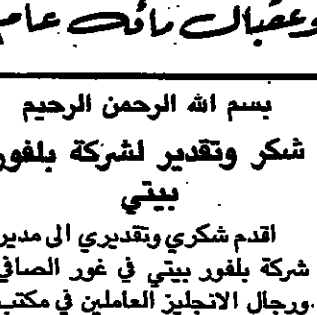 وعقبال مائة عام
بسم الله الرحمن الرحيم
شكر وتقدير لشركة بلفور
بيتي
اقدم شكري وتقديري الى مدير
شركة بلفور بيتي في غور الصافي
ورجال الانجليز العاملين في مكتب